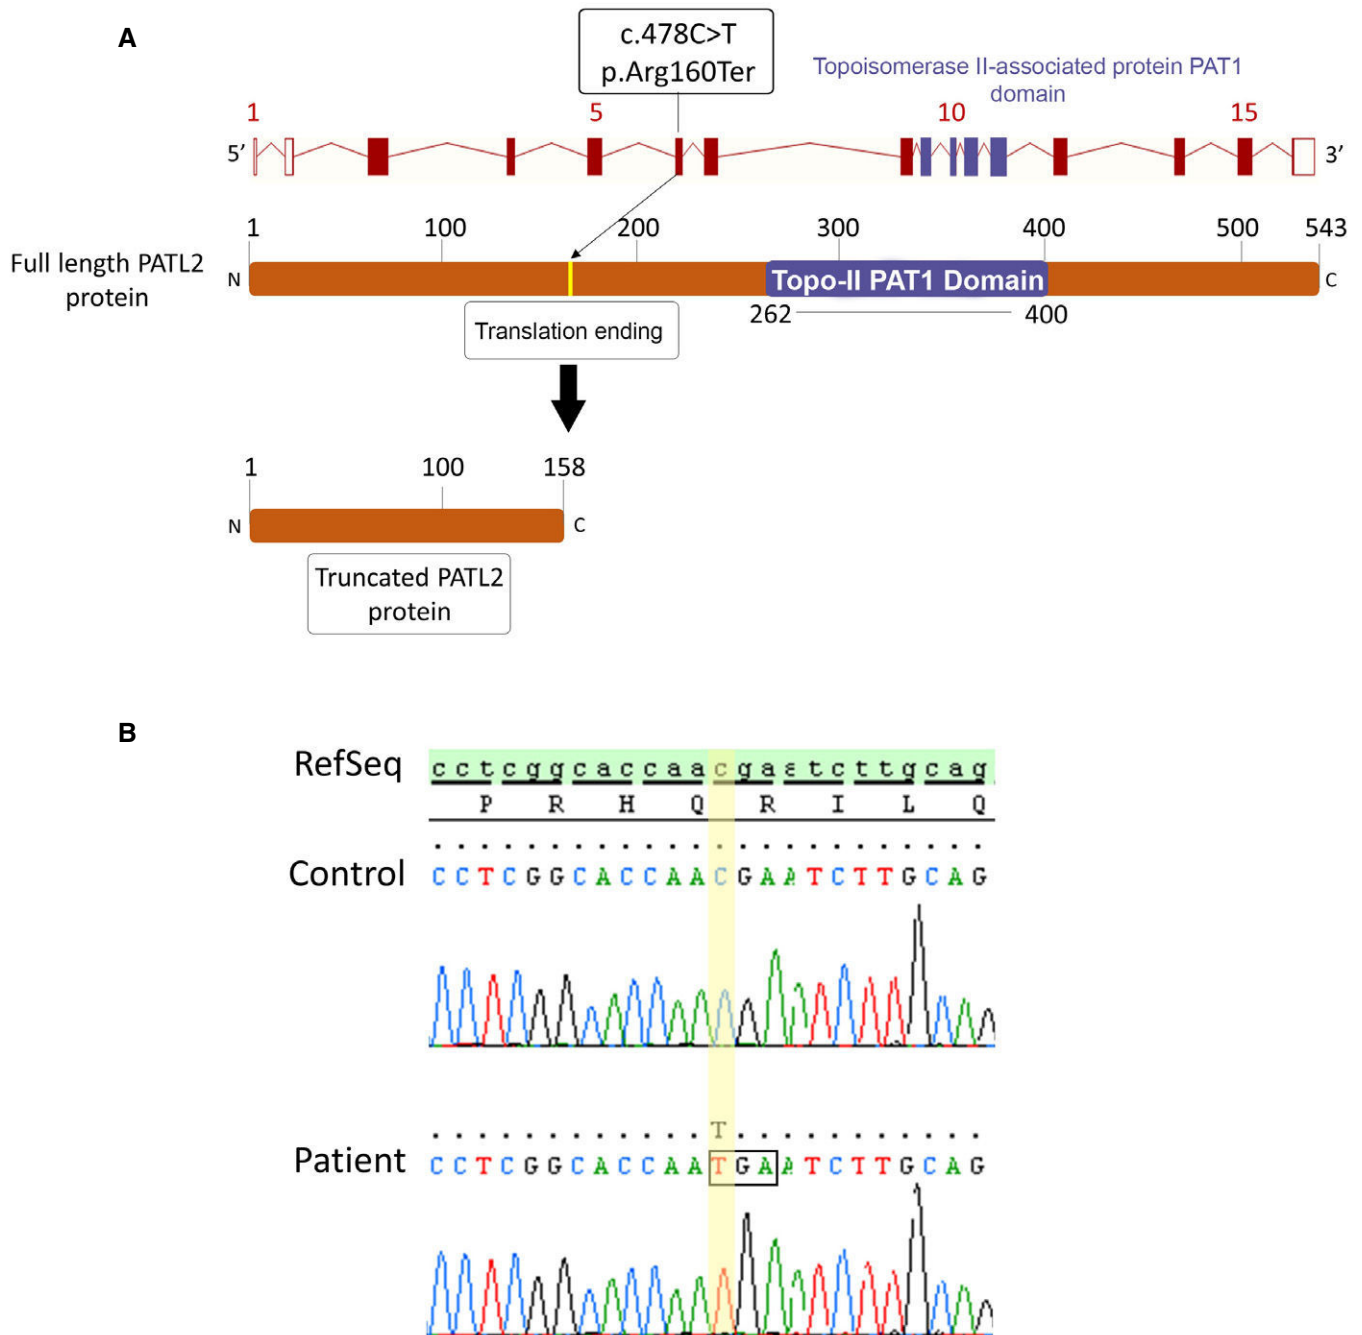 A
c.478C>T
p.Arg160Ter
Topoisomerase II-associated protein PAT1
domain
1 5 10 15
5’ 3’
1 100 200 300 400 500 543
Full length PATL2
protein
N Topo-II PAT1 Domain C
262 400
Translation ending
1 100 158
N C
Truncated PATL2
protein
B
RefSeq cctcggcaccaacgaatcttgcag
P R H Q R I L Q
Control CCTCGGCACCAACGAATCTTGCAG
T
Patient CCTCGGCACCAATGAATCTTGCAG